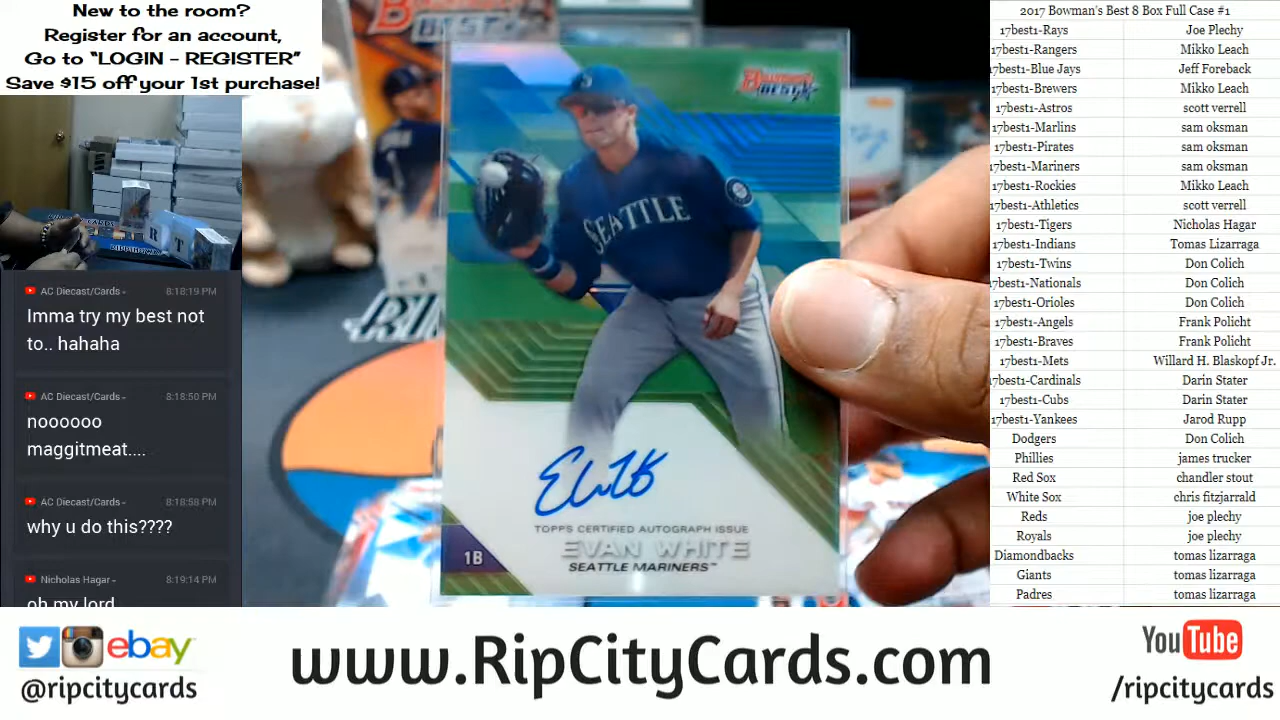 New to the room?
Register for an account,
Go to “LOGIN - REGISTER”
Save $15 off your 1st purchase!
AC Diecast/Cards 8:18:19 PM
Imma try my best not
to.. hahaha
AC Diecast/Cards 8:18:50 PM
noooooo
maggitmeat....
AC Diecast/Cards 8:18:58 PM
why u do this????
Nicholas Hagar 8:19:14 PM
oh my lord
BOWMAN'S
BEST
SEATTLE
TOPPS CERTIFIED AUTOGRAPH ISSUE
EVAN WHITE
1B
SEATTLE MARINERS™
2017 Bowman's Best 8 Box Full Case #1
17best1-Rays Joe Plechy
17best1-Rangers Mikko Leach
17best1-Blue Jays Jeff Foreback
17best1-Brewers Mikko Leach
17best1-Astros scott verrell
17best1-Marlins sam oksman
17best1-Pirates sam oksman
17best1-Mariners sam oksman
17best1-Rockies Mikko Leach
17best1-Athletics scott verrell
17best1-Tigers Nicholas Hagar
17best1-Indians Tomas Lizarraga
17best1-Twins Don Colich
17best1-Nationals Don Colich
17best1-Orioles Don Colich
17best1-Angels Frank Policht
17best1-Braves Frank Policht
17best1-Mets Willard H. Blaskopf Jr.
17best1-Cardinals Darin Stater
17best1-Cubs Darin Stater
17best1-Yankees Jarod Rupp
Dodgers Don Colich
Phillies james trucker
Red Sox chandler stout
White Sox chris fitzjarrald
Reds joe plechy
Royals joe plechy
Diamondbacks tomas lizarraga
Giants tomas lizarraga
Padres tomas lizarraga
ebay
@ripcitycards
www.RipCityCards.com
YouTube
/ripcitycards